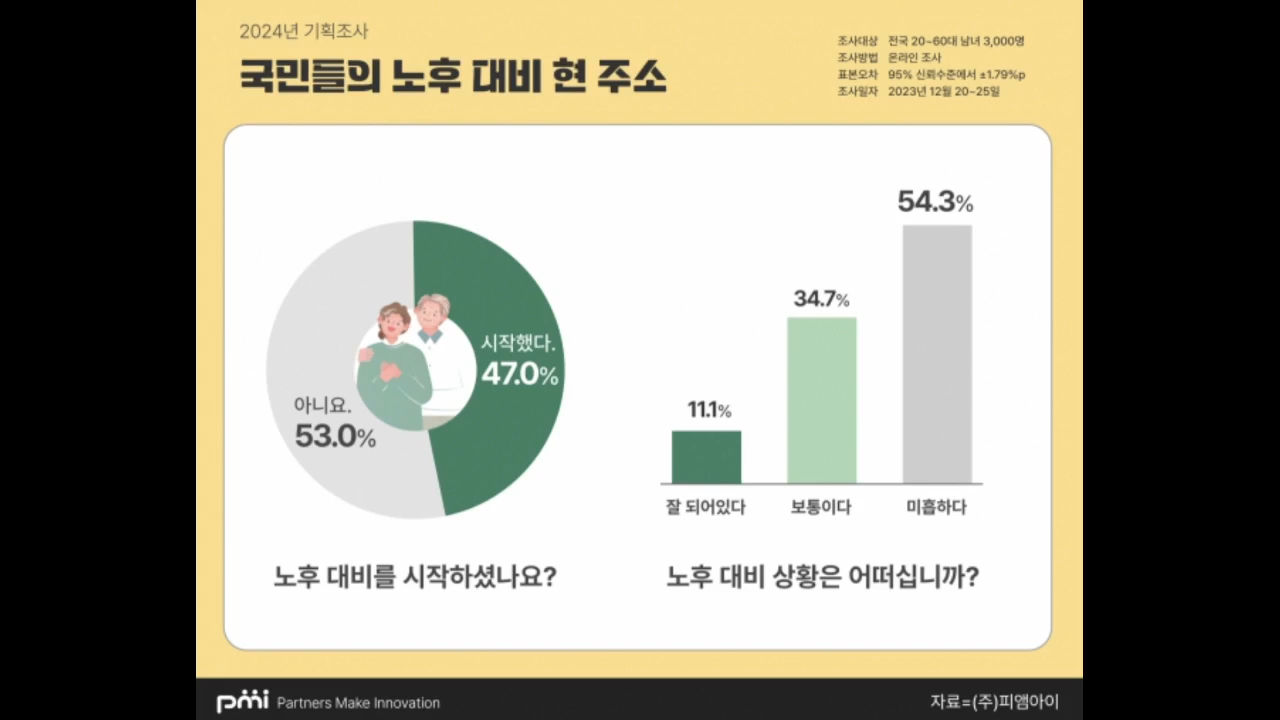 2024년 기획조사
국민들의 노후 대비 현 주소
조사대상 전국 20~60대 남녀 3,000명
조사방법 온라인 조사
표본오차 95% 신뢰수준에서 ±1.79%p
조사일자 2023년 12월 20~25일
시작했다.
47.0%
아니요.
53.0%
노후 대비를 시작하셨나요?
11.1%
34.7%
54.3%
잘 되어있다 보통이다 미흡하다
노후 대비 상황은 어떠십니까?
pmi Partners Make Innovation
자료=(주)피앰아이